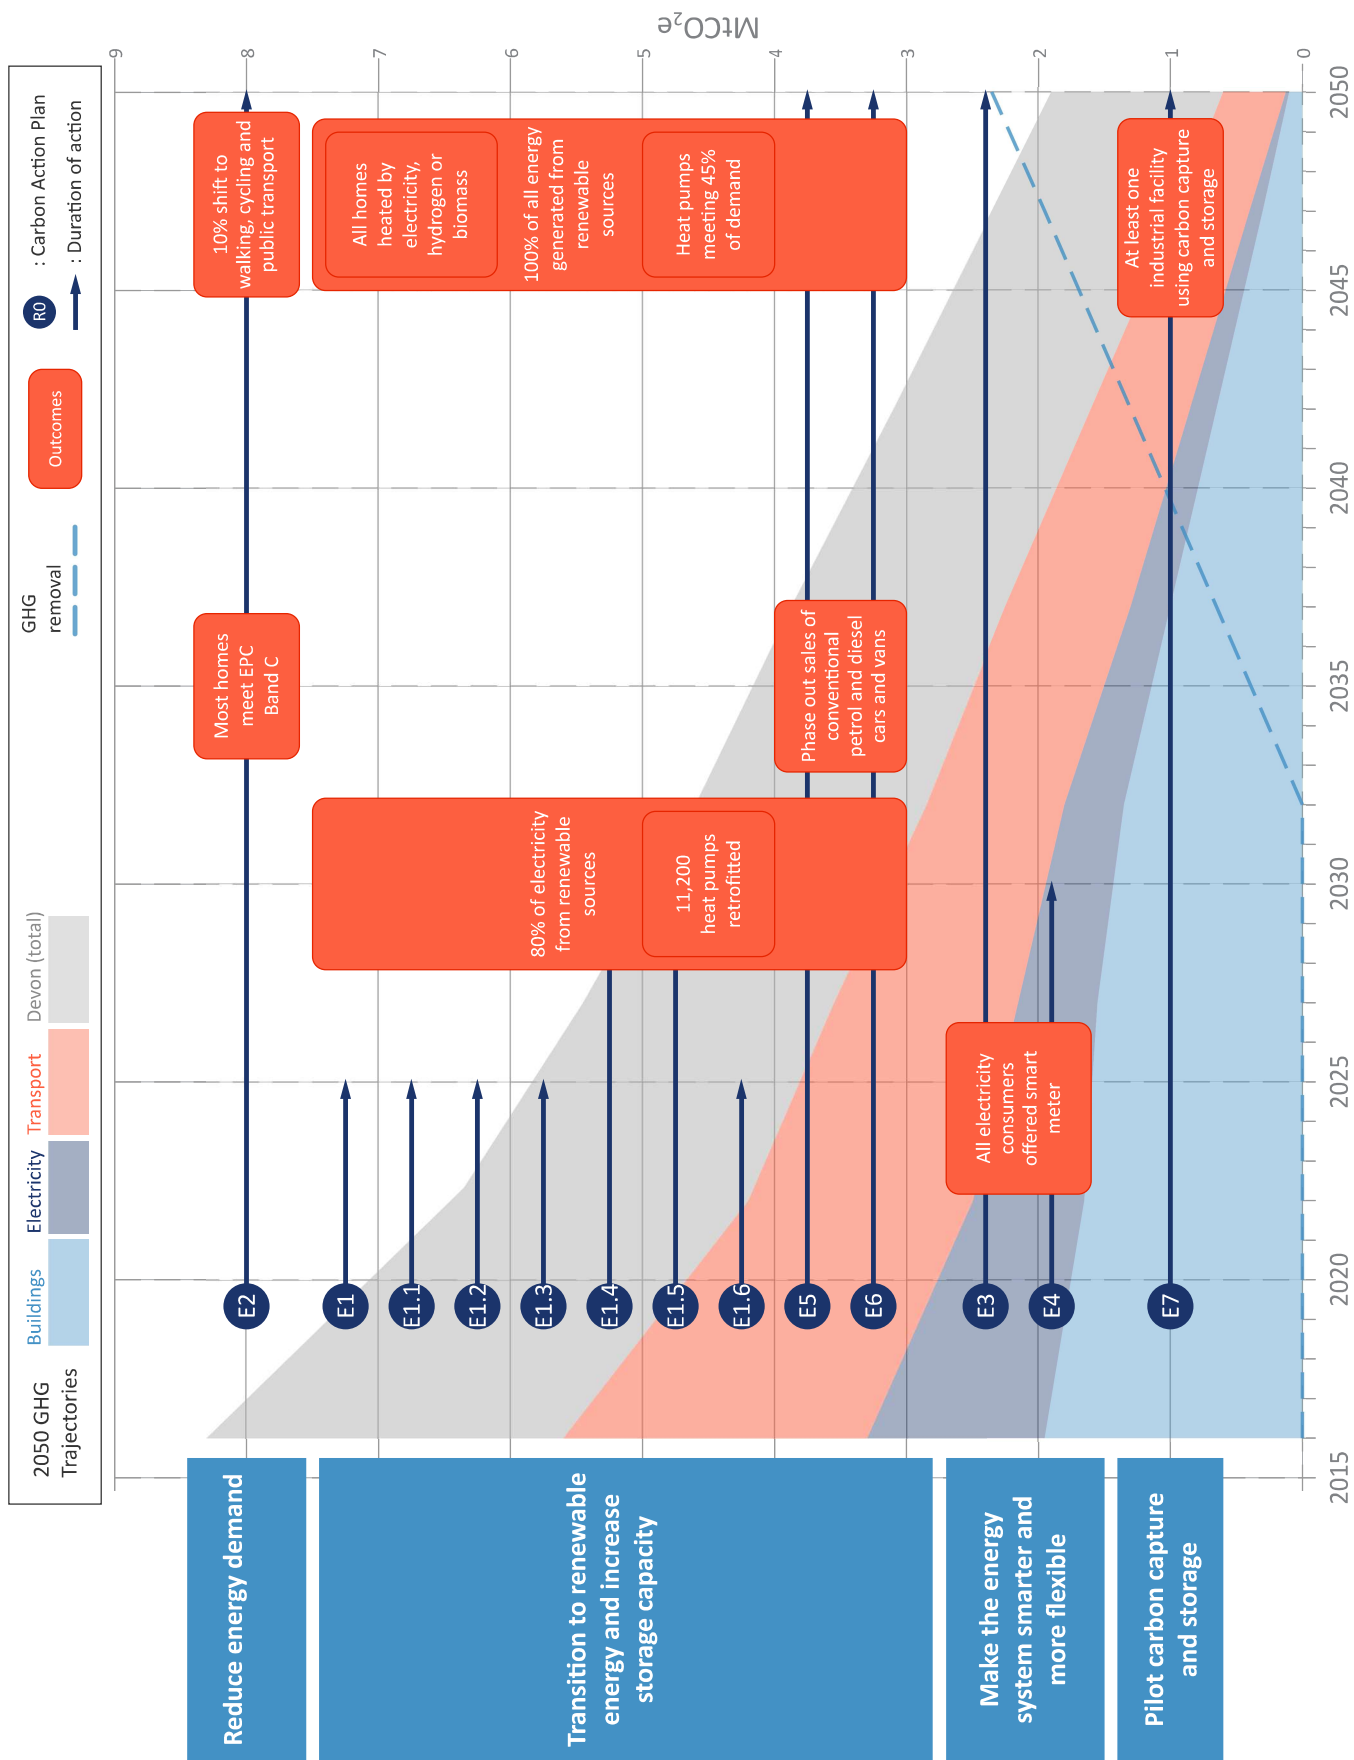 2050 GHG
Trajectories
Buildings
Electricity
Transport
Devon (total)
GHG
removal
Outcomes
R0
: Carbon Action Plan
: Duration of action
Reduce energy demand
Transition to renewable
energy and increase
storage capacity
Make the energy
system smarter and
more flexible
Pilot carbon capture
and storage
E2
E1
E1.1
E1.2
E1.3
E1.4
E1.5
E1.6
E5
E6
E3
E4
E7
Most homes
meet EPC
Band C
10% shift to
walking, cycling and
public transport
80% of electricity
from renewable
sources
11,200
heat pumps
retrofitted
All homes
heated by
electricity,
hydrogen or
biomass
100% of all energy
generated from
renewable
sources
Heat pumps
meeting 45%
of demand
Phase out sales of
conventional
petrol and diesel
cars and vans
All electricity
consumers
offered smart
meter
At least one
industrial facility
using carbon capture
and storage
9
8
7
6
5
4
3
2
1
0
MtCO₂e
2015
2020
2025
2030
2035
2040
2045
2050